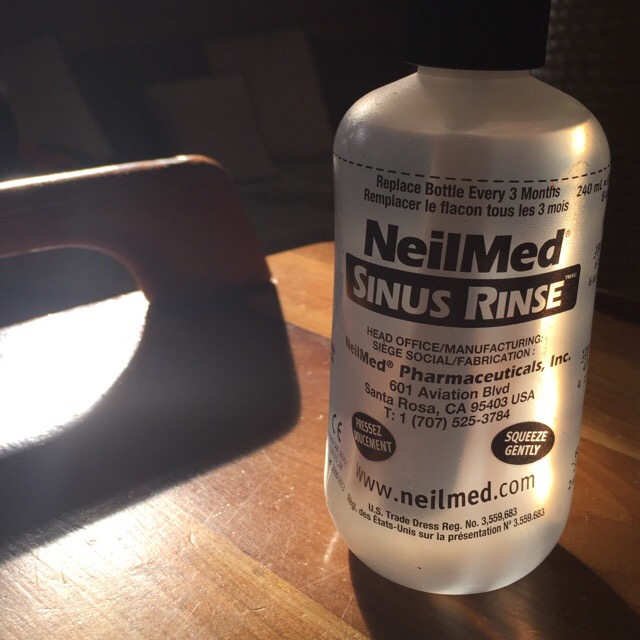 Replace Bottle Every 3 Months
Remplacer le flacon tous les 3 mois
240 mL
NeilMed®
SINUS RINSE™
HEAD OFFICE/MANUFACTURING:
SIÈGE SOCIAL/FABRICATION:
NeilMed® Pharmaceuticals, Inc.
601 Aviation Blvd
Santa Rosa, CA 95403 USA
T: 1 (707) 525-3784
PRESSEZ
DOUCEMENT
SQUEEZE
GENTLY
CE
www.neilmed.com
U.S. Trade Dress Reg. No. 3,559,683
Rég. des États-Unis sur la présentation N° 3.559.683